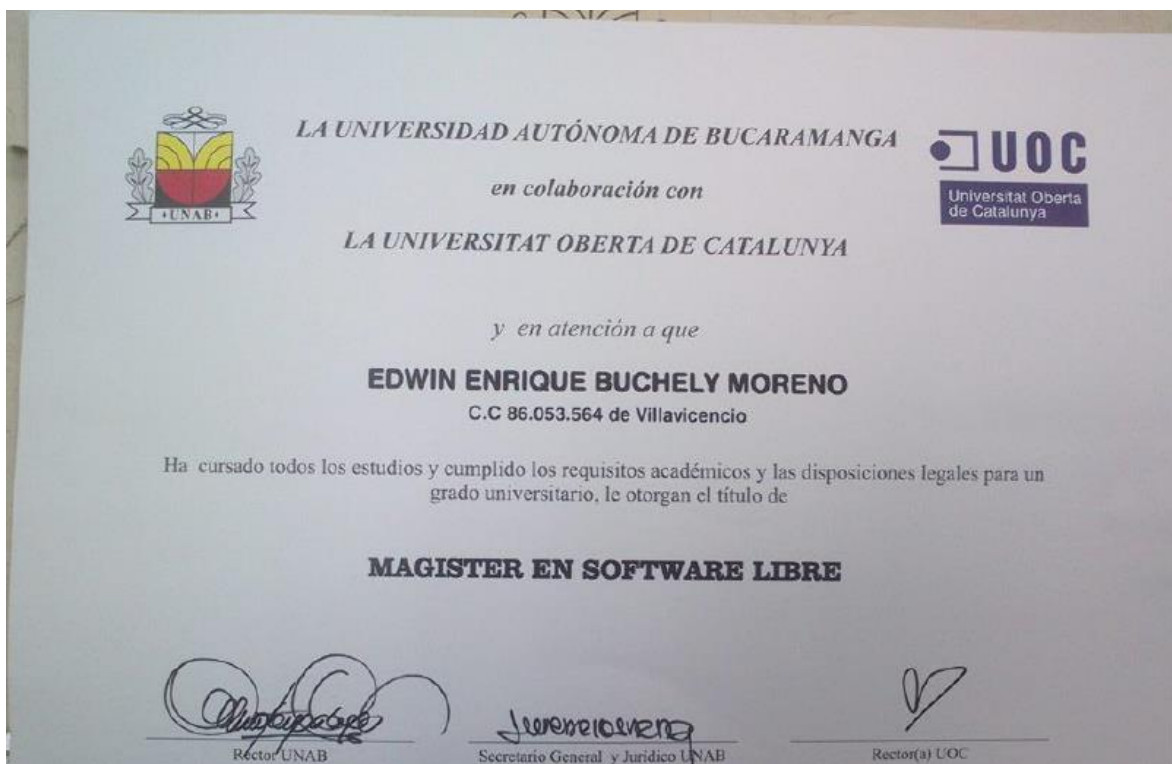 LA UNIVERSIDAD AUTÓNOMA DE BUCARAMANGA
en colaboración con
LA UNIVERSITAT OBERTA DE CATALUNYA
UNAB
UOC
Universitat Oberta
de Catalunya
y en atención a que
EDWIN ENRIQUE BUCHELY MORENO
C.C 86.053.564 de Villavicencio
Ha cursado todos los estudios y cumplido los requisitos académicos y las disposiciones legales para un
grado universitario, le otorgan el título de
MAGISTER EN SOFTWARE LIBRE
Rector UNAB
Secretario General y Jurídico UNAB
Rector(a) UOC